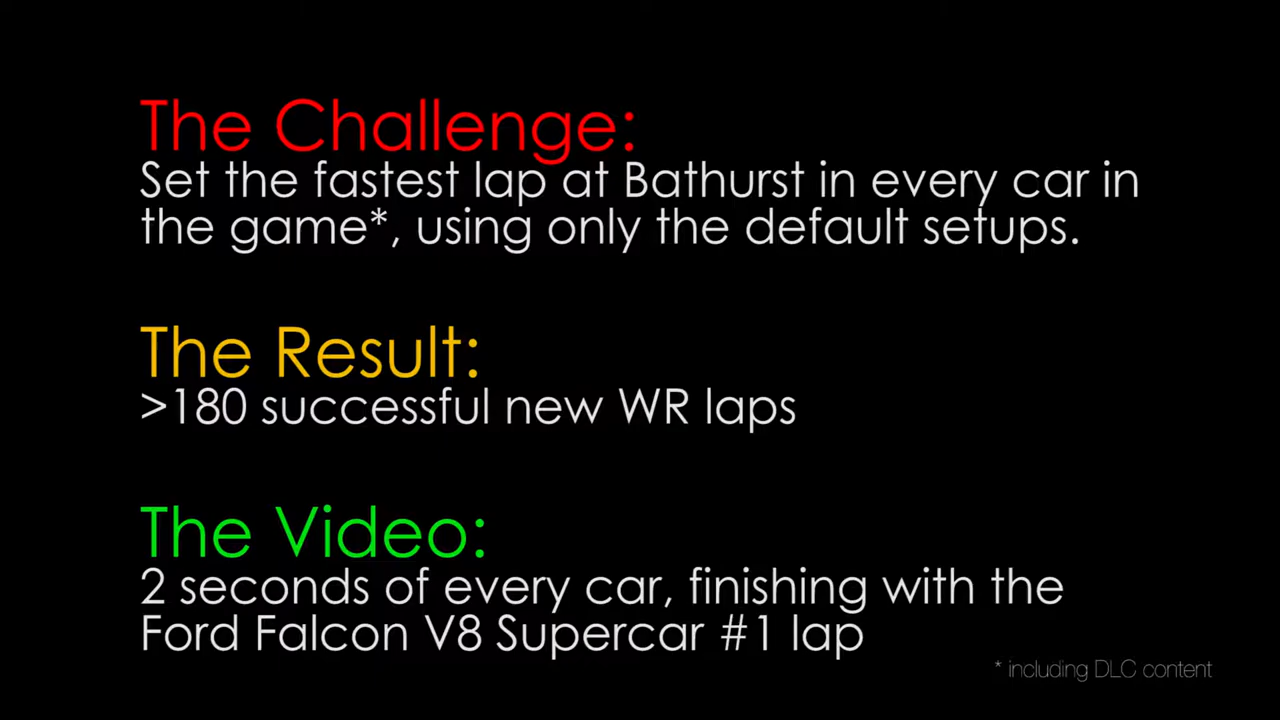 The Challenge:
Set the fastest lap at Bathurst in every car in
the game*, using only the default setups.
The Result:
>180 successful new WR laps
The Video:
2 seconds of every car, finishing with the
Ford Falcon V8 Supercar #1 lap
* including DLC content